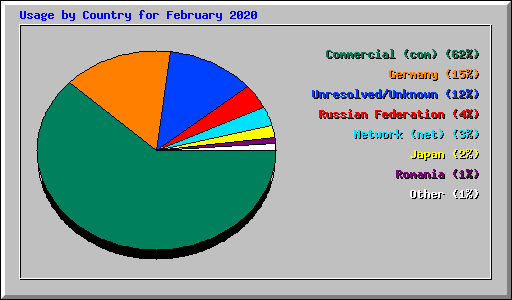 Usage by Country for February 2020
Commercial (com) (62%)
Germany (15%)
Unresolved/Unknown (12%)
Russian Federation (4%)
Network (net) (3%)
Japan (2%)
Romania (1%)
Other (1%)